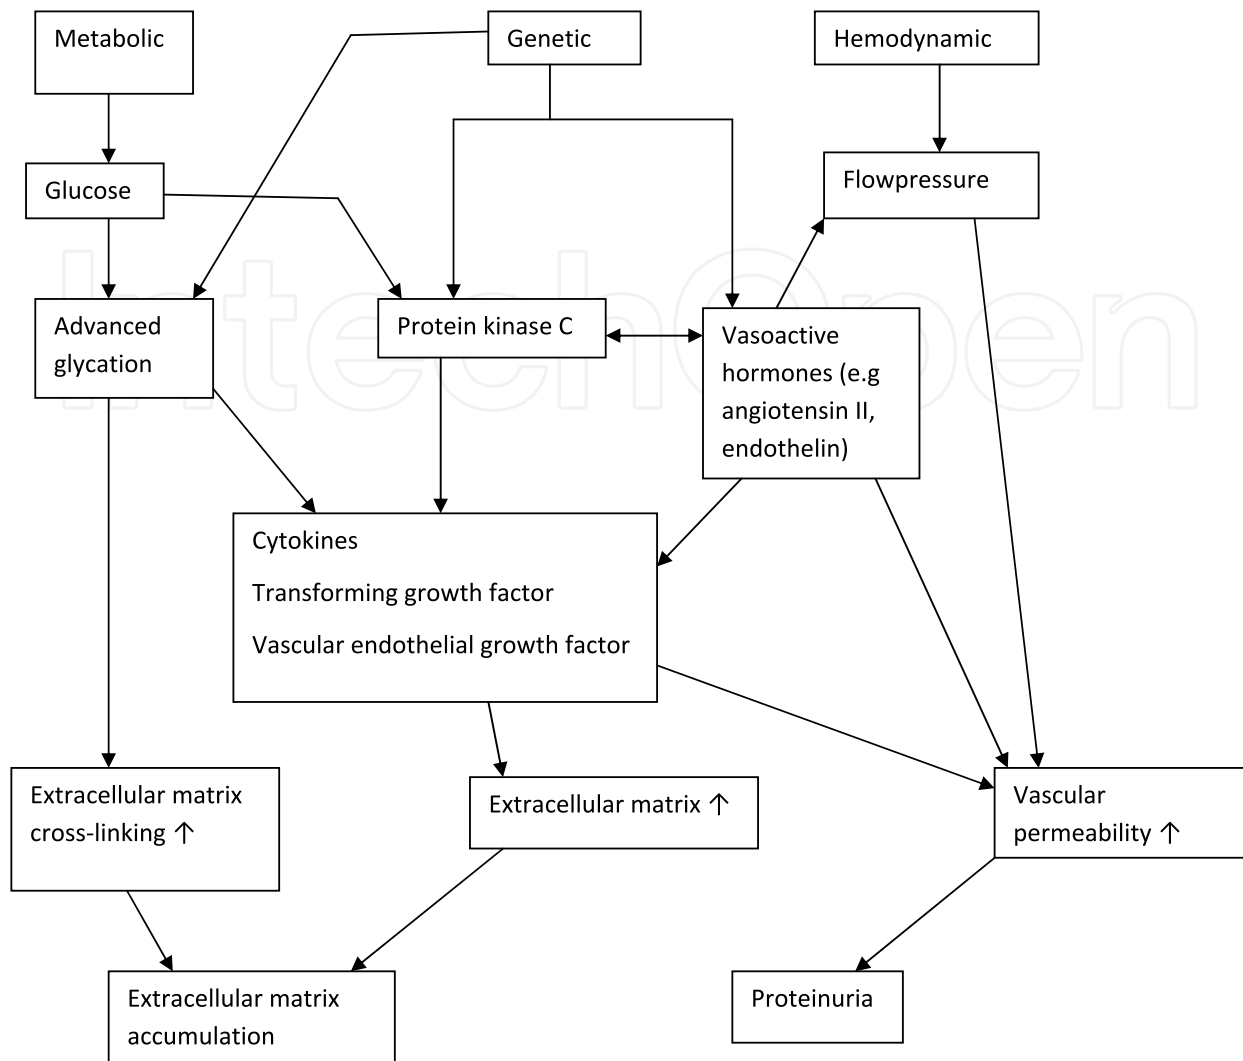 Metabolic
Genetic
Hemodynamic
Glucose
Flowpressure
Advanced
glycation
Protein kinase C
Vasoactive
hormones (e.g
angiotensin II,
endothelin)
IntechOpen
Cytokines
Transforming growth factor
Vascular endothelial growth factor
Extracellular matrix
cross-linking ↑
Extracellular matrix ↑
Vascular
permeability ↑
Extracellular matrix
accumulation
Proteinuria